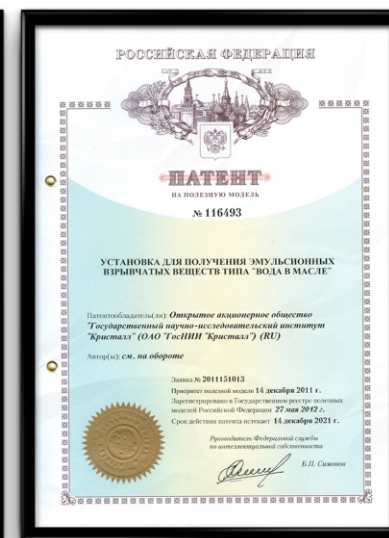 РОССИЙСКАЯ ФЕДЕРАЦИЯ
ПАТЕНТ
НА ПОЛЕЗНУЮ МОДЕЛЬ
№ 116493
УСТАНОВКА ДЛЯ ПОЛУЧЕНИЯ ЭМУЛЬСИОННЫХ
ВЗРЫВЧАТЫХ ВЕЩЕСТВ ТИПА "ВОДА В МАСЛЕ"
Патентообладатель(ли): Открытое акционерное общество
"Государственный научно-исследовательский институт
"Кристалл" (ОАО "ГосНИИ "Кристалл") (RU)
Автор(ы): см. на обороте
Заявка № 2011151013
Приоритет полезной модели 14 декабря 2011 г.
Зарегистрировано в Государственном реестре полезных
моделей Российской Федерации 27 мая 2012 г.
Срок действия патента истекает 14 декабря 2021 г.
Руководитель Федеральной службы
по интеллектуальной собственности
Б.П. Симонов